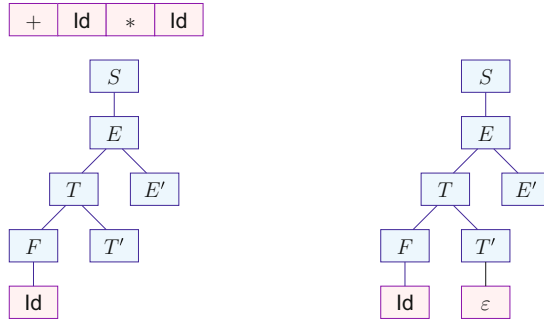 + Id * Id
S S
E E
T E′ T E′
F T′ F T′
Id Id ε